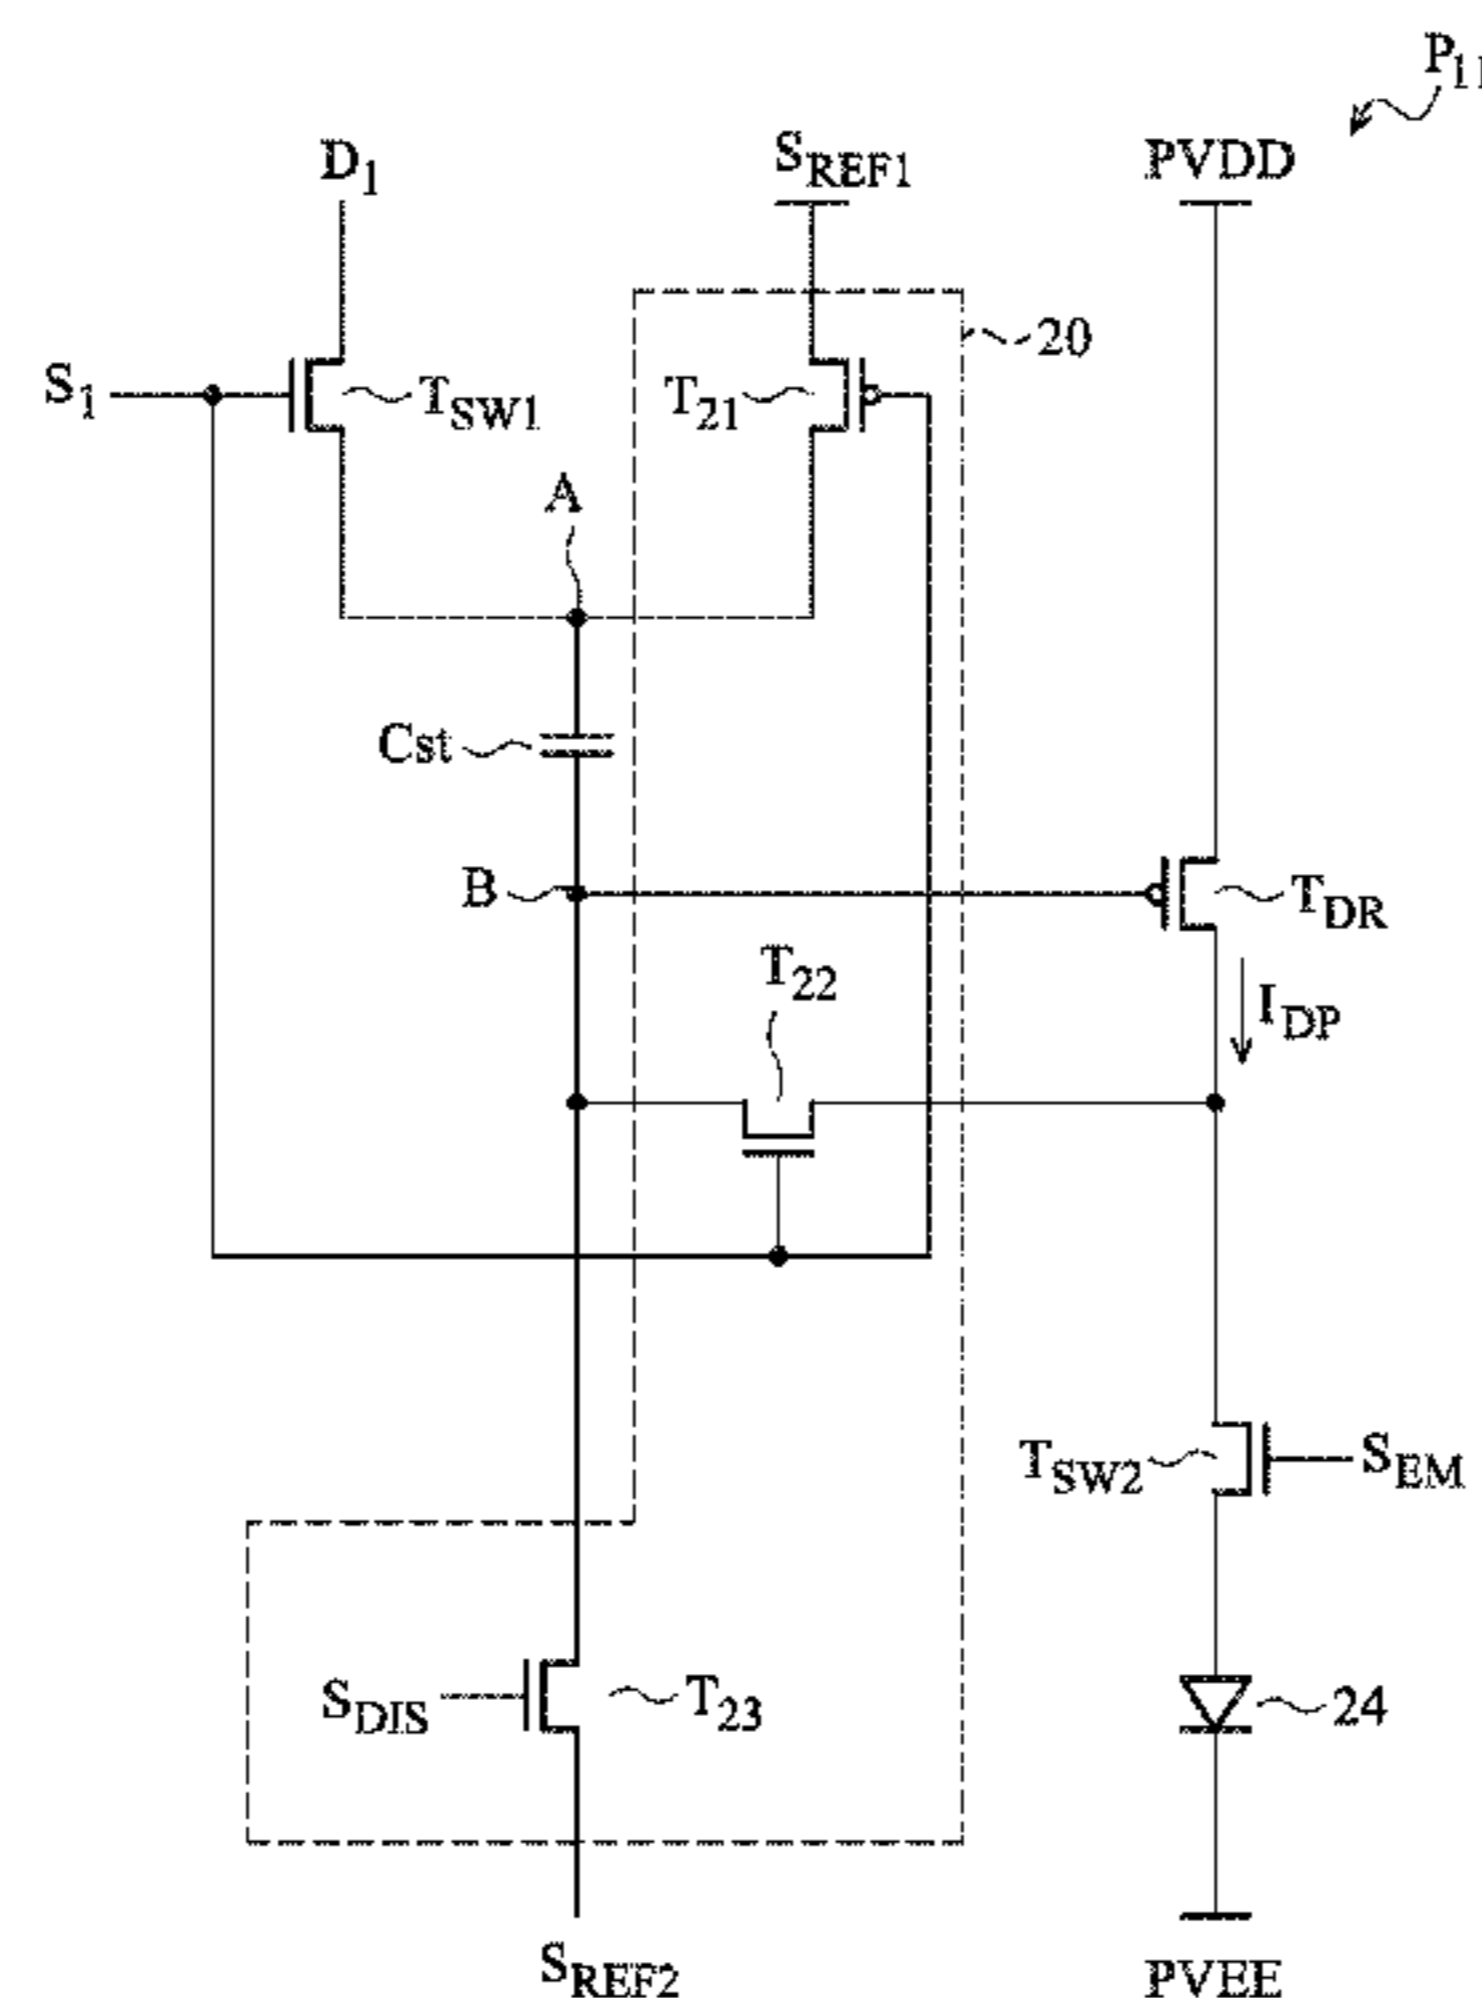 P11
D1
SREF1
PVDD
20
S1
TSW1
T21
A
Cst
B
TDR
T22
IDP
TSW2
SEM
SDIS
T23
24
SREF2
PVEE